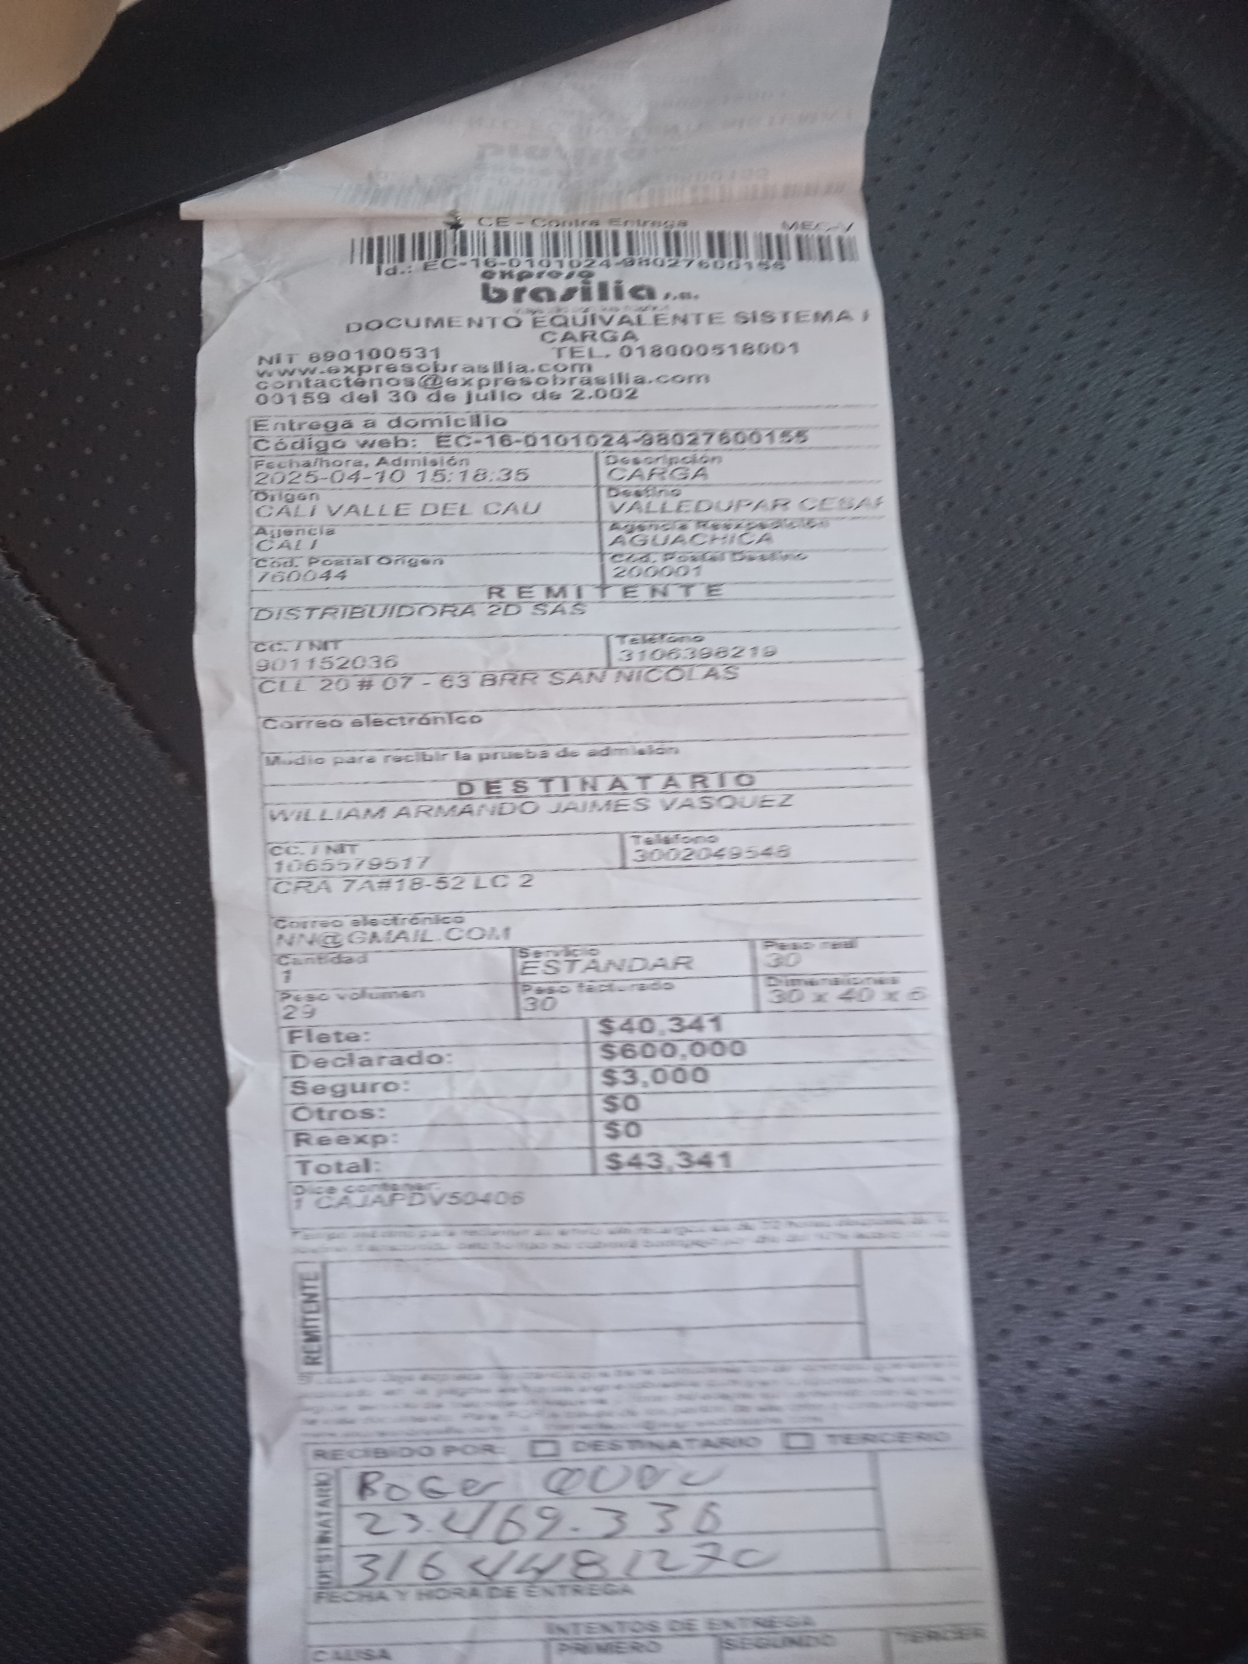 CE - Contra Entrega MEC-V
Id.: EC-16-0101024-98027600155
expreso
brasilia s.a.
DOCUMENTO EQUIVALENTE SISTEMA
CARGA
NIT 890100531 TEL. 018000518001
www.expresobrasilia.com
contactenos@expresobrasilia.com
00159 del 30 de julio de 2.002
Entrega a domicilio
Código web: EC-16-0101024-98027600155
Fecha/hora, Admisión Descripción
2025-04-10 15:18:35 CARGA
Origen Destino
CALI VALLE DEL CAU VALLEDUPAR CESAR
Agencia Agencia Reexpedición
CALI AGUACHICA
Cód. Postal Origen Cód. Postal Destino
760044 200001
REMITENTE
DISTRIBUIDORA 2D SAS
CC. / NIT Teléfono
901152036 3106398219
CLL 20 # 07 - 63 BRR SAN NICOLAS
Correo electrónico
Medio para recibir la prueba de admisión
DESTINATARIO
WILLIAM ARMANDO JAIMES VASQUEZ
CC. / NIT Teléfono
1065579517 3002049548
CRA 7A#18-52 LC 2
Correo electrónico
NN@GMAIL.COM
Cantidad Servicio Peso real
1 ESTANDAR 30
Peso volumen Peso facturado Dimensiones
29 30 30 x 40 x 6
Flete: $40,341
Declarado: $600,000
Seguro: $3,000
Otros: $0
Reexp: $0
Total: $43,341
Dice contener:
1 CAJAPDV50406
REMITENTE
RECIBIDO POR: DESTINATARIO TERCERO
DESTINATARIO
Roger
23.469.336
3164481270
FECHA Y HORA DE ENTREGA
INTENTOS DE ENTREGA
CAUSA PRIMERO SEGUNDO TERCER